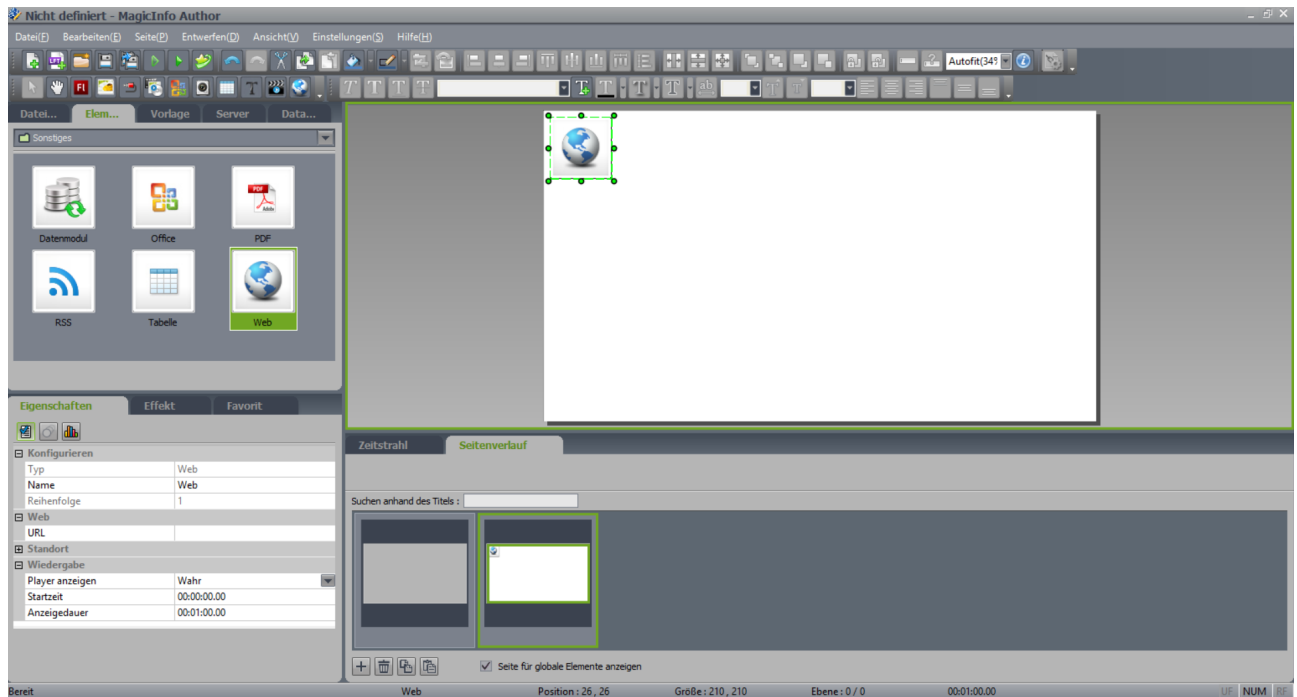 Nicht definiert - MagicInfo Author
Datei(F) Bearbeiten(E) Seite(P) Entwerfen(D) Ansicht(V) Einstellungen(S) Hilfe(H)
Autofit(34%
Datei... Elem... Vorlage Server Data...
Sonstiges
Datenmodul Office PDF
RSS Tabelle Web
Eigenschaften Effekt Favorit
Konfigurieren
Typ Web
Name Web
Reihenfolge 1
Web
URL
Standort
Wiedergabe
Player anzeigen Wahr
Startzeit 00:00:00.00
Anzeigedauer 00:01:00.00
Zeitstrahl Seitenverlauf
Suchen anhand des Titels :
Seite für globale Elemente anzeigen
Bereit Web Position : 26 , 26 Größe : 210 , 210 Ebene : 0 / 0 00:01:00.00 UF NUM RF